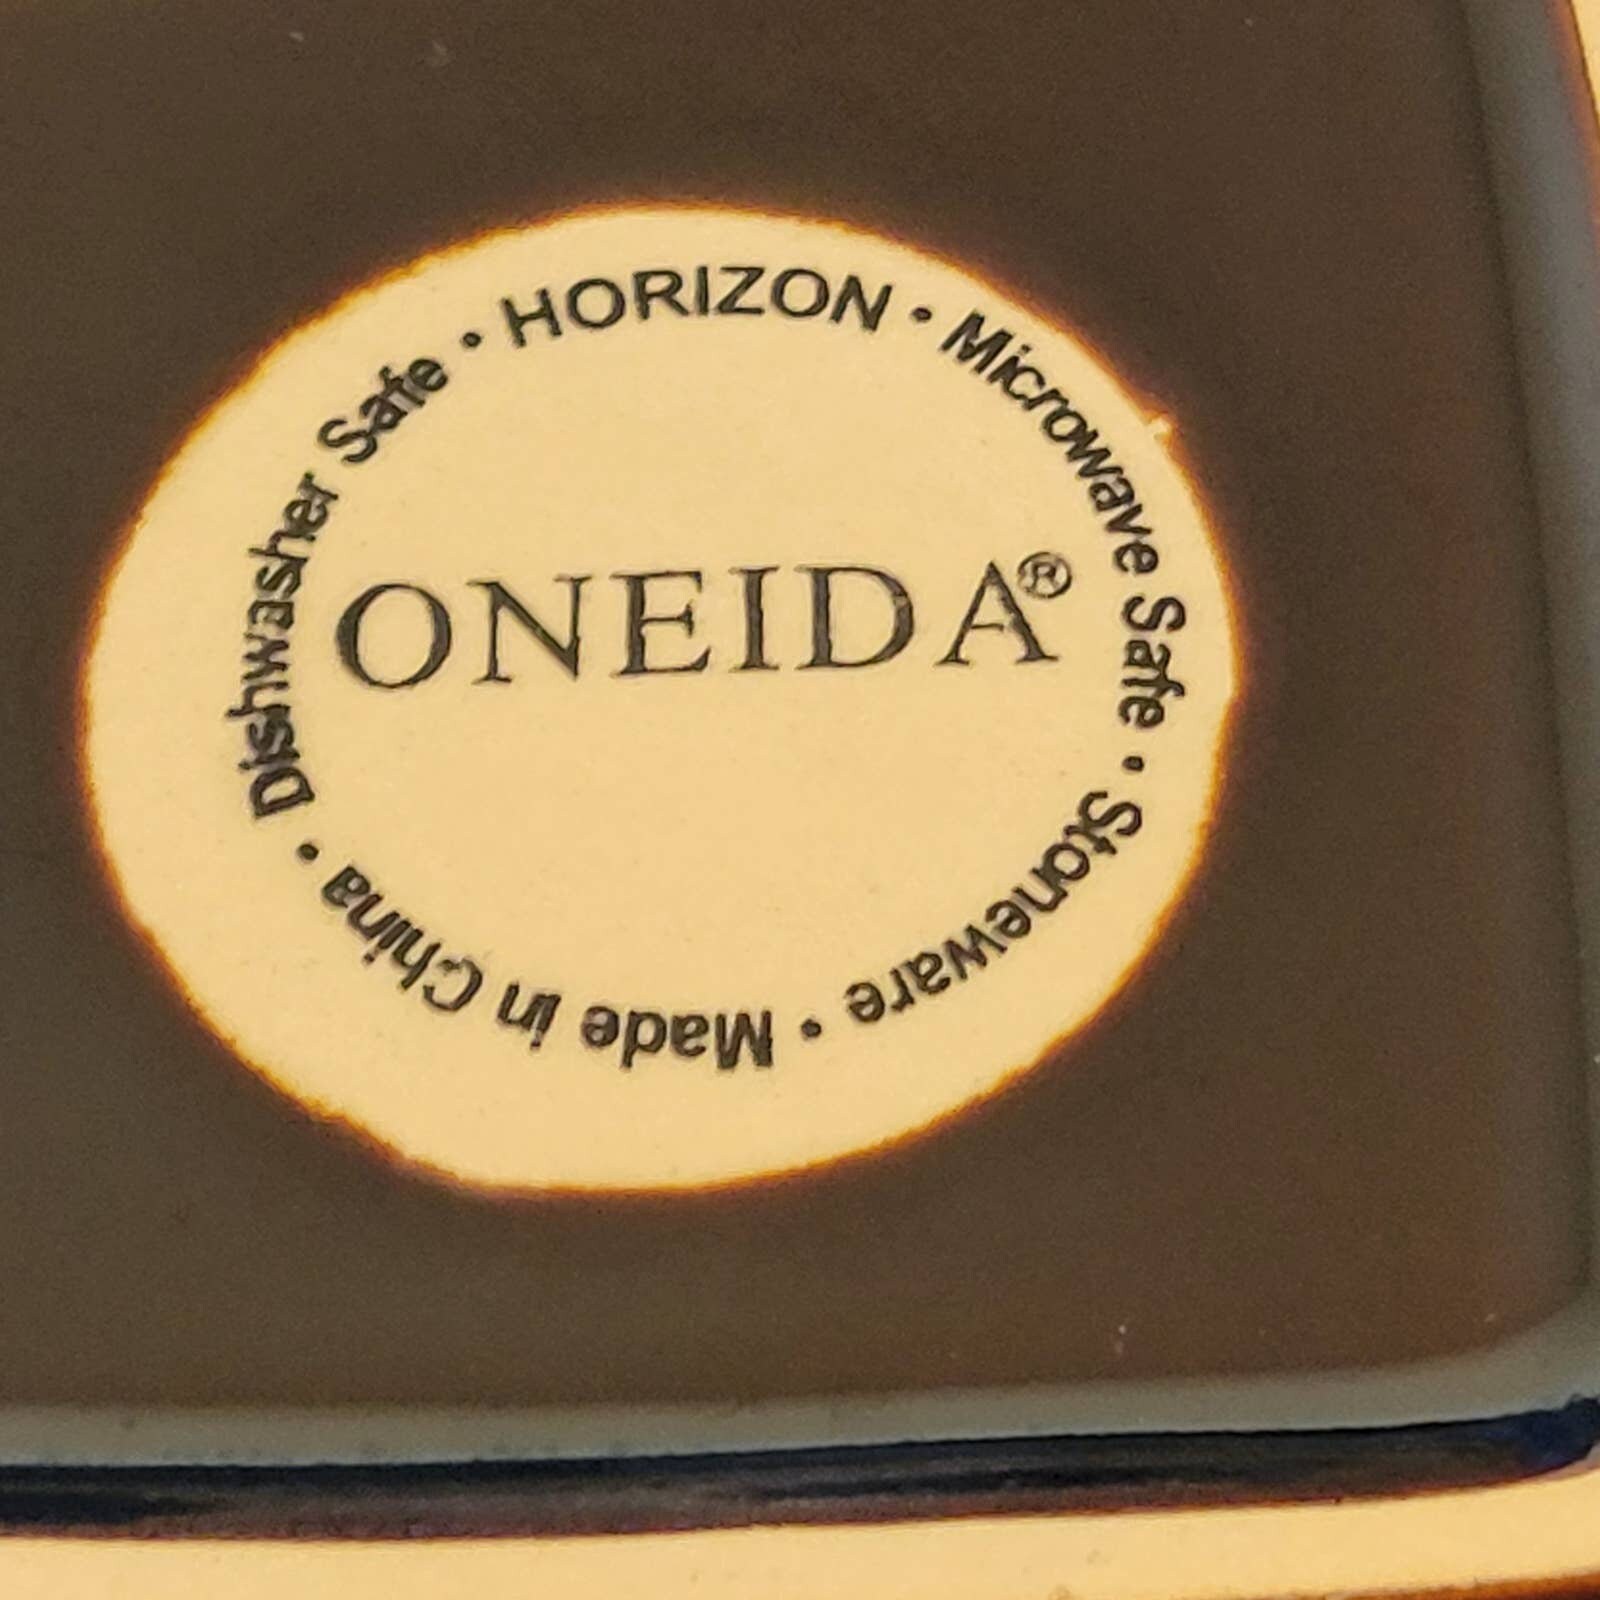 HORIZON • Microwave Safe • Stoneware • Made in China • Dishwasher Safe •
ONEIDA®